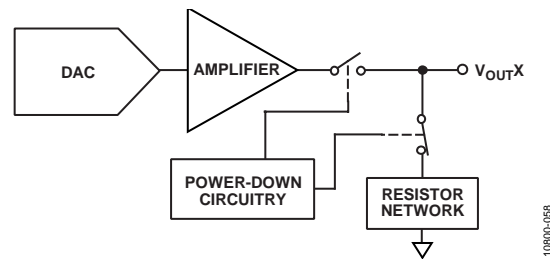 DAC
AMPLIFIER
VOUTX
POWER-DOWN
CIRCUITRY
RESISTOR
NETWORK
10800-058